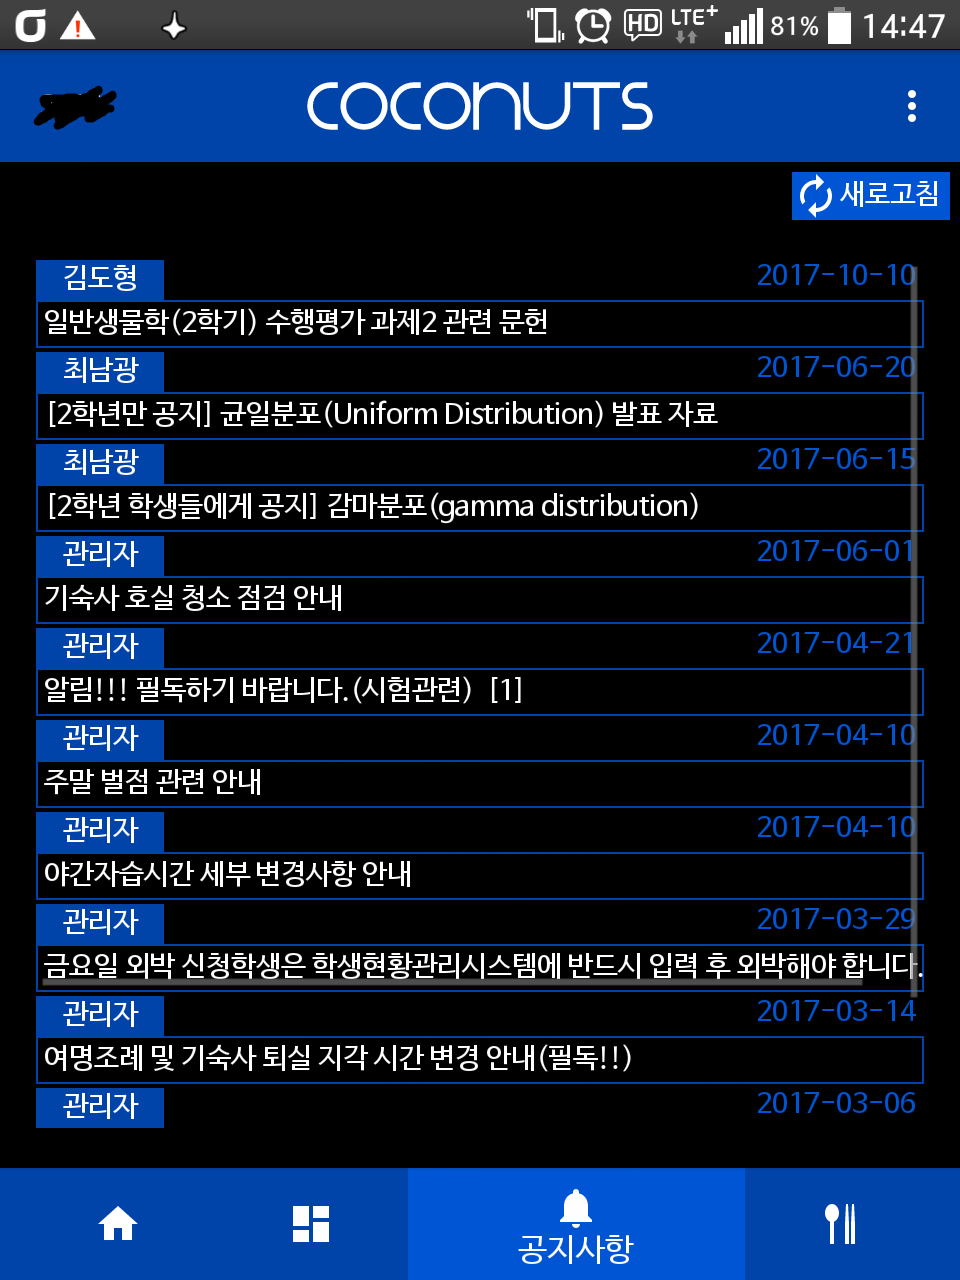 HD LTE+ 81% 14:47
COCONUTS
새로고침
김도형 2017-10-10
일반생물학(2학기) 수행평가 과제2 관련 문헌
최남광 2017-06-20
[2학년만 공지] 균일분포(Uniform Distribution) 발표 자료
최남광 2017-06-15
[2학년 학생들에게 공지] 감마분포(gamma distribution)
관리자 2017-06-01
기숙사 호실 청소 점검 안내
관리자 2017-04-21
알림!!! 필독하기 바랍니다.(시험관련) [1]
관리자 2017-04-10
주말 벌점 관련 안내
관리자 2017-04-10
야간자습시간 세부 변경사항 안내
관리자 2017-03-29
금요일 외박 신청학생은 학생현황관리시스템에 반드시 입력 후 외박해야 합니다.
관리자 2017-03-14
여명조례 및 기숙사 퇴실 지각 시간 변경 안내(필독!!)
관리자 2017-03-06
공지사항